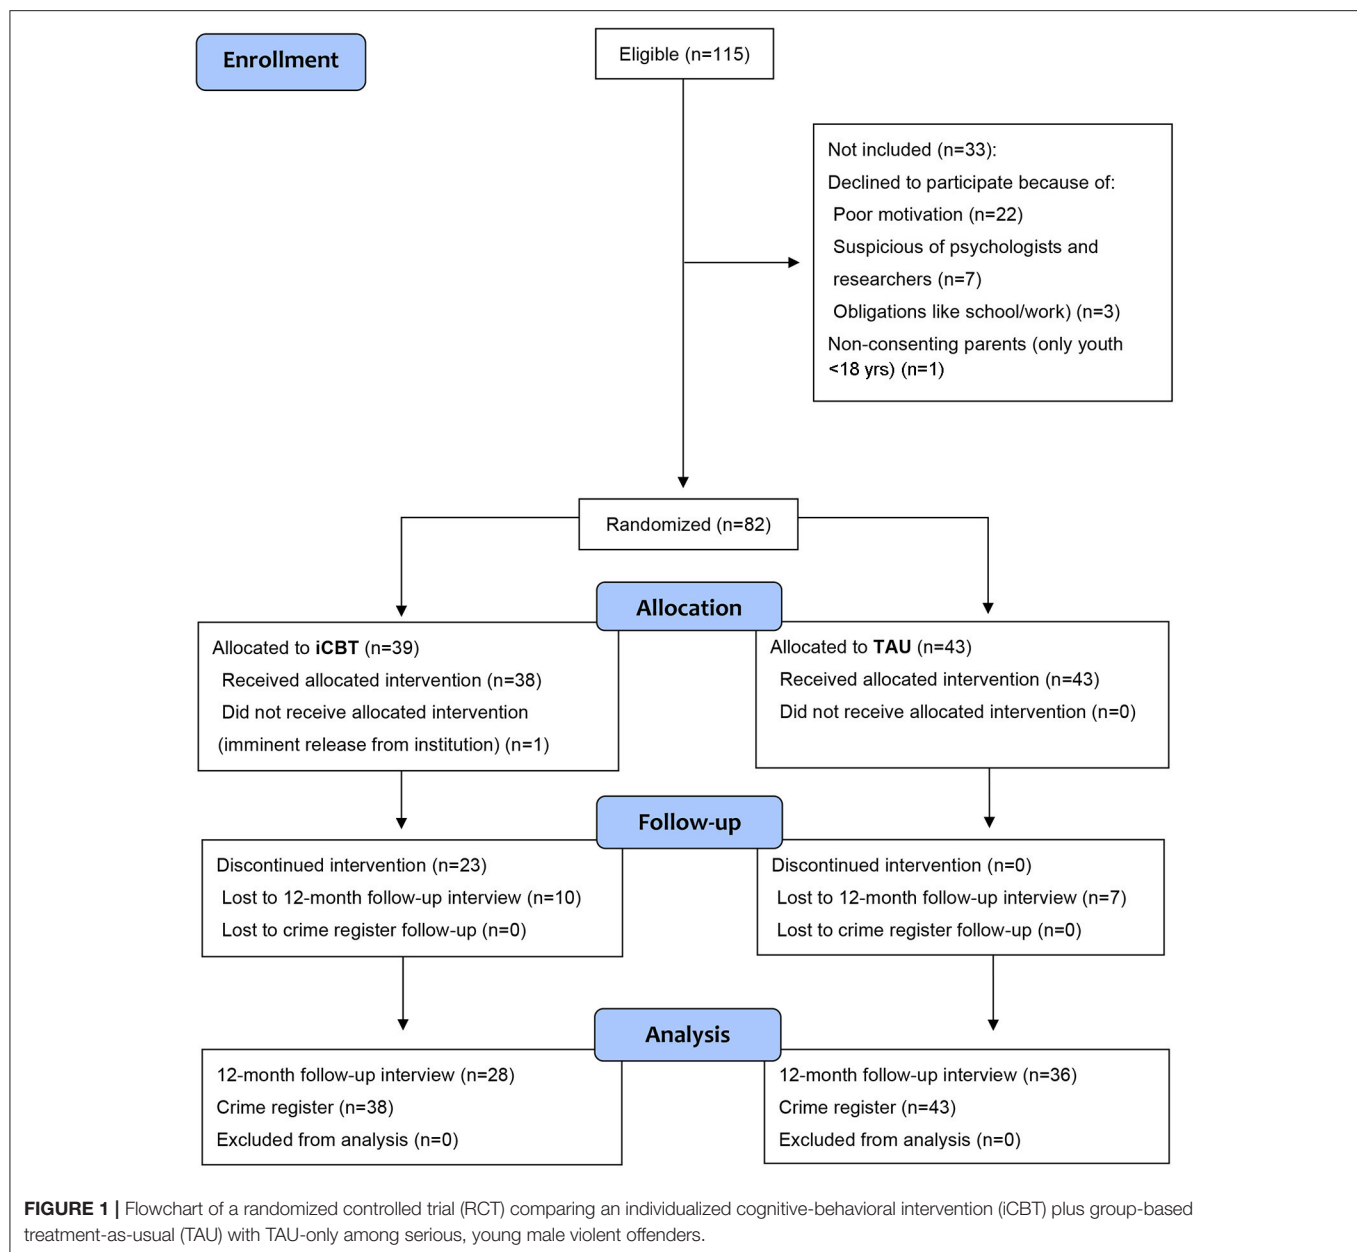 Enrollment
Eligible (n=115)
Not included (n=33):
Declined to participate because of:
Poor motivation (n=22)
Suspicious of psychologists and
researchers (n=7)
Obligations like school/work) (n=3)
Non-consenting parents (only youth
<18 yrs) (n=1)
Randomized (n=82)
Allocation
Allocated to iCBT (n=39)
Received allocated intervention (n=38)
Did not receive allocated intervention
(imminent release from institution) (n=1)
Allocated to TAU (n=43)
Received allocated intervention (n=43)
Did not receive allocated intervention (n=0)
Follow-up
Discontinued intervention (n=23)
Lost to 12-month follow-up interview (n=10)
Lost to crime register follow-up (n=0)
Discontinued intervention (n=0)
Lost to 12-month follow-up interview (n=7)
Lost to crime register follow-up (n=0)
Analysis
12-month follow-up interview (n=28)
Crime register (n=38)
Excluded from analysis (n=0)
12-month follow-up interview (n=36)
Crime register (n=43)
Excluded from analysis (n=0)
FIGURE 1 | Flowchart of a randomized controlled trial (RCT) comparing an individualized cognitive-behavioral intervention (iCBT) plus group-based
treatment-as-usual (TAU) with TAU-only among serious, young male violent offenders.